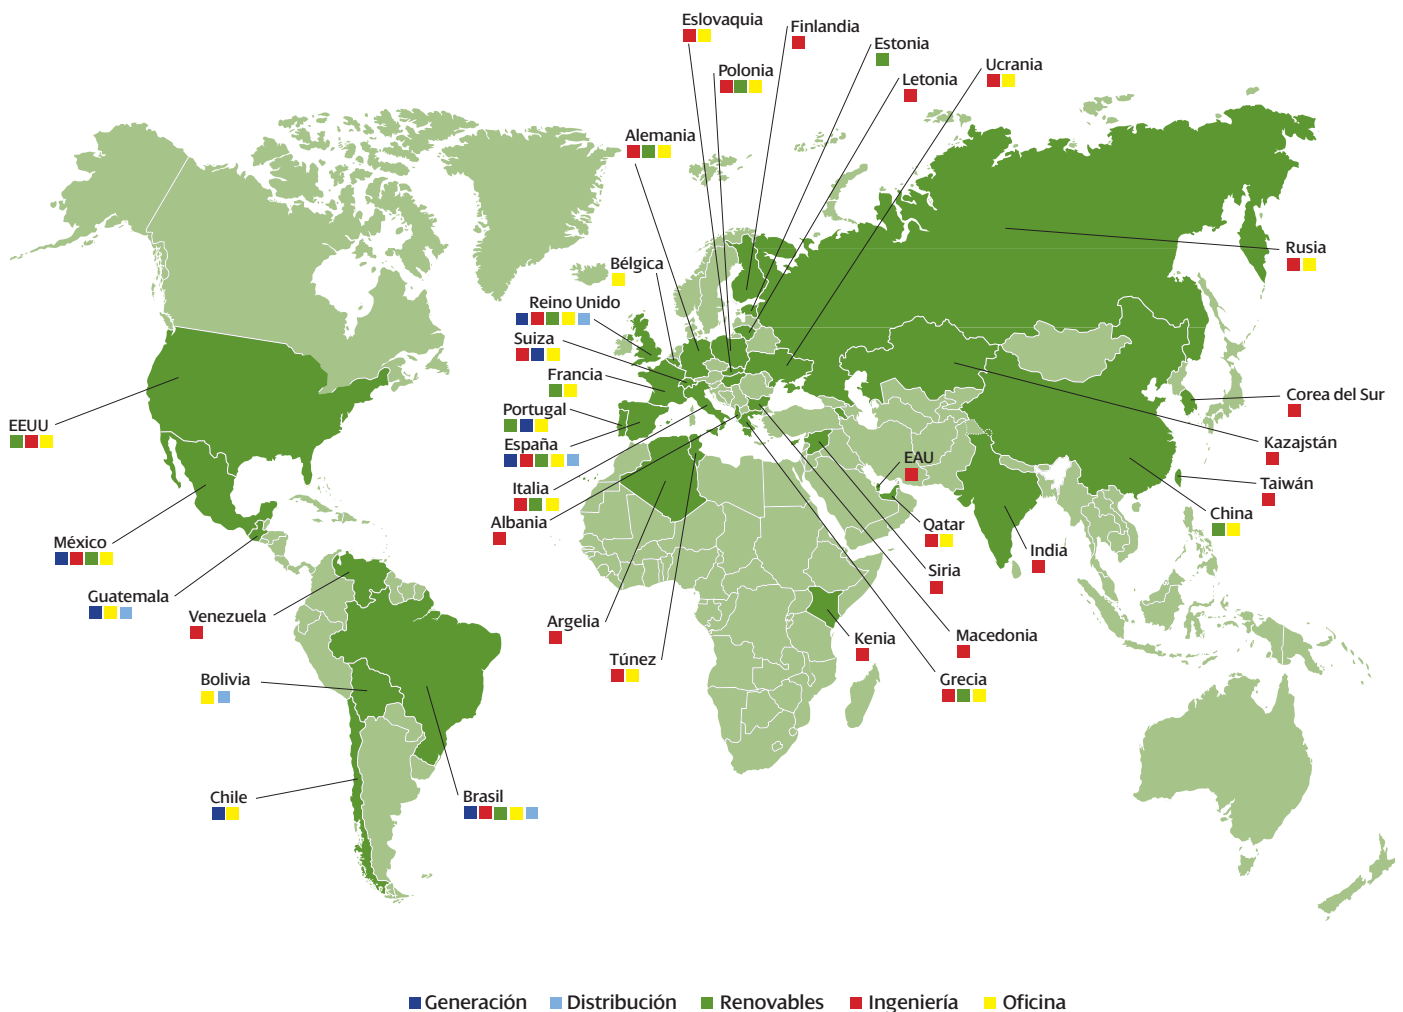 Eslovaquia
Finlandia
Estonia
Ucrania
Polonia
Letonia
Alemania
Rusia
Bélgica
Reino Unido
Suiza
Francia
Corea del Sur
Portugal
EEUU
España
Kazajstán
EAU
Taiwán
Italia
China
Albania
Qatar
México
India
Siria
Guatemala
Venezuela
Argelia
Macedonia
Kenia
Túnez
Grecia
Bolivia
Chile
Brasil
Generación Distribución Renovables Ingeniería Oficina